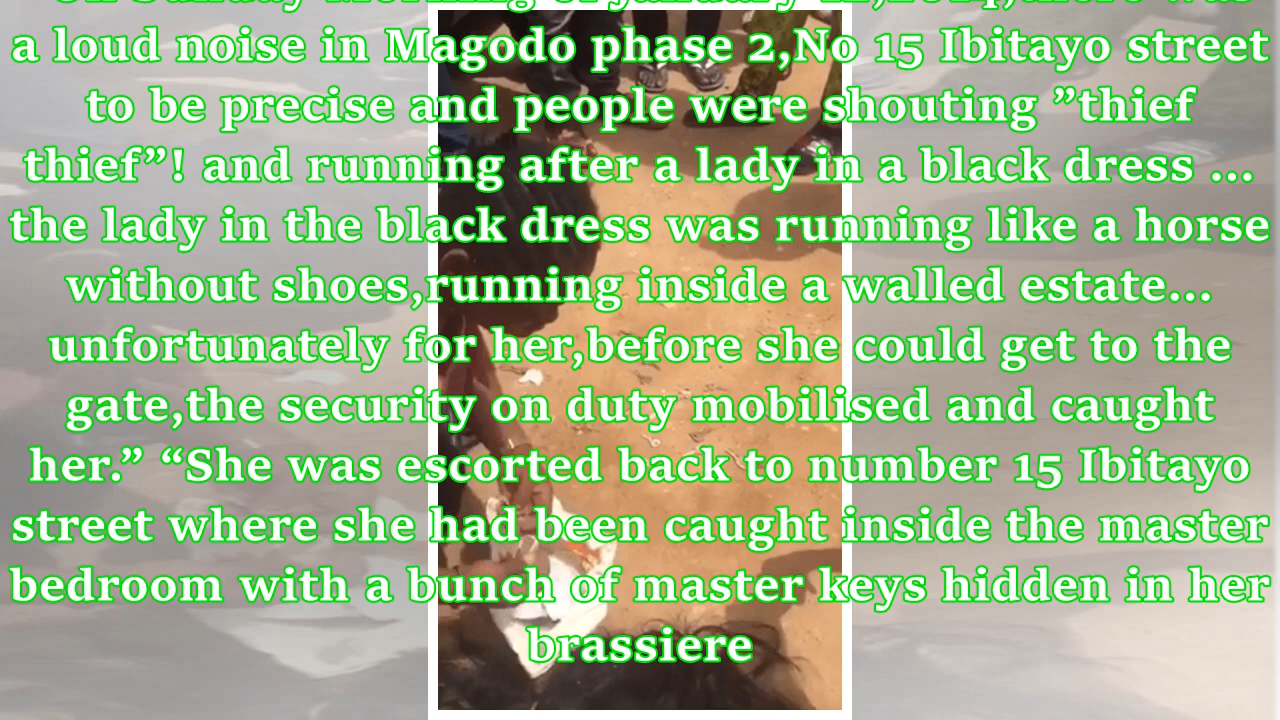 a loud noise in Magodo phase 2,No 15 Ibitayo street
to be precise and people were shouting ”thief
thief”! and running after a lady in a black dress ...
the lady in the black dress was running like a horse
without shoes,running inside a walled estate...
unfortunately for her,before she could get to the
gate,the security on duty mobilised and caught
her.” “She was escorted back to number 15 Ibitayo
street where she had been caught inside the master
bedroom with a bunch of master keys hidden in her
brassiere